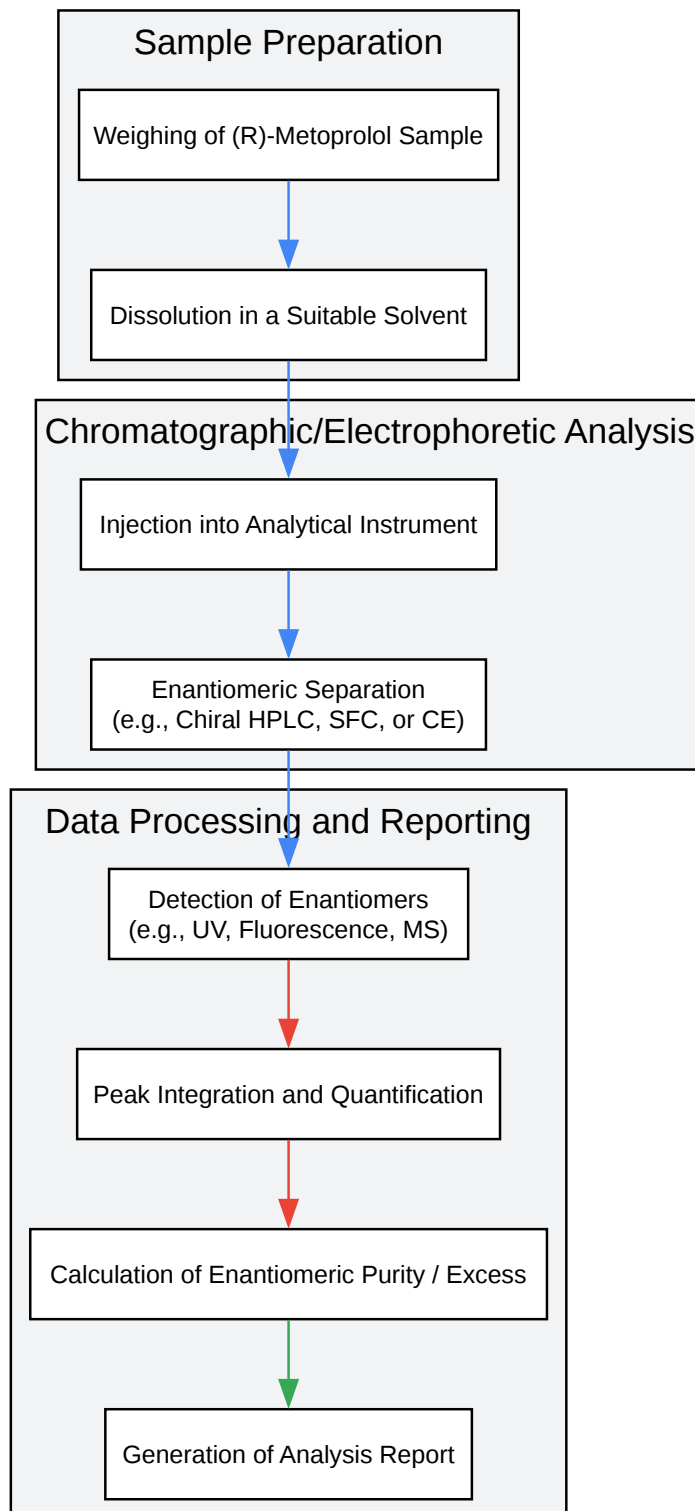 Sample Preparation
Weighing of (R)-Metoprolol Sample
Dissolution in a Suitable Solvent
Chromatographic/Electrophoretic Analysis
Injection into Analytical Instrument
Enantiomeric Separation
(e.g., Chiral HPLC, SFC, or CE)
Data Processing and Reporting
Detection of Enantiomers
(e.g., UV, Fluorescence, MS)
Peak Integration and Quantification
Calculation of Enantiomeric Purity / Excess
Generation of Analysis Report